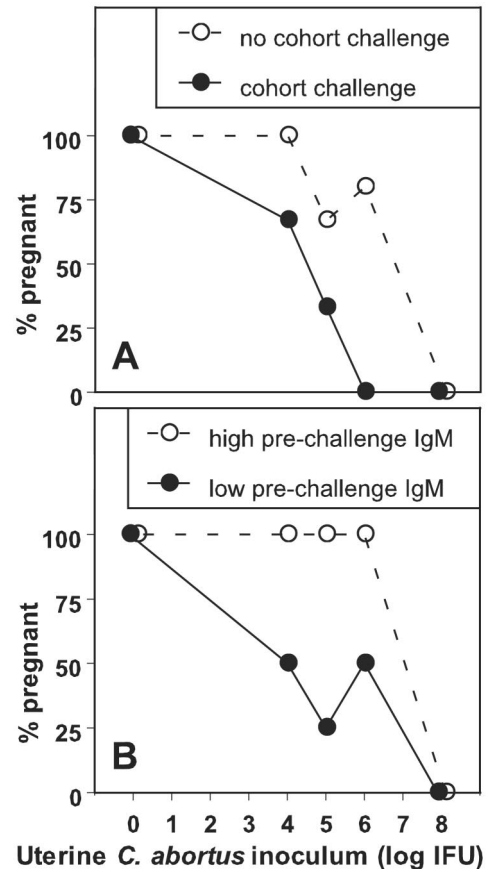 no cohort challenge
cohort challenge
100
75
50
25
0
% pregnant
A
high pre-challenge IgM
low pre-challenge IgM
100
75
50
25
0
% pregnant
B
0 1 2 3 4 5 6 7 8
Uterine C. abortus inoculum (log IFU)